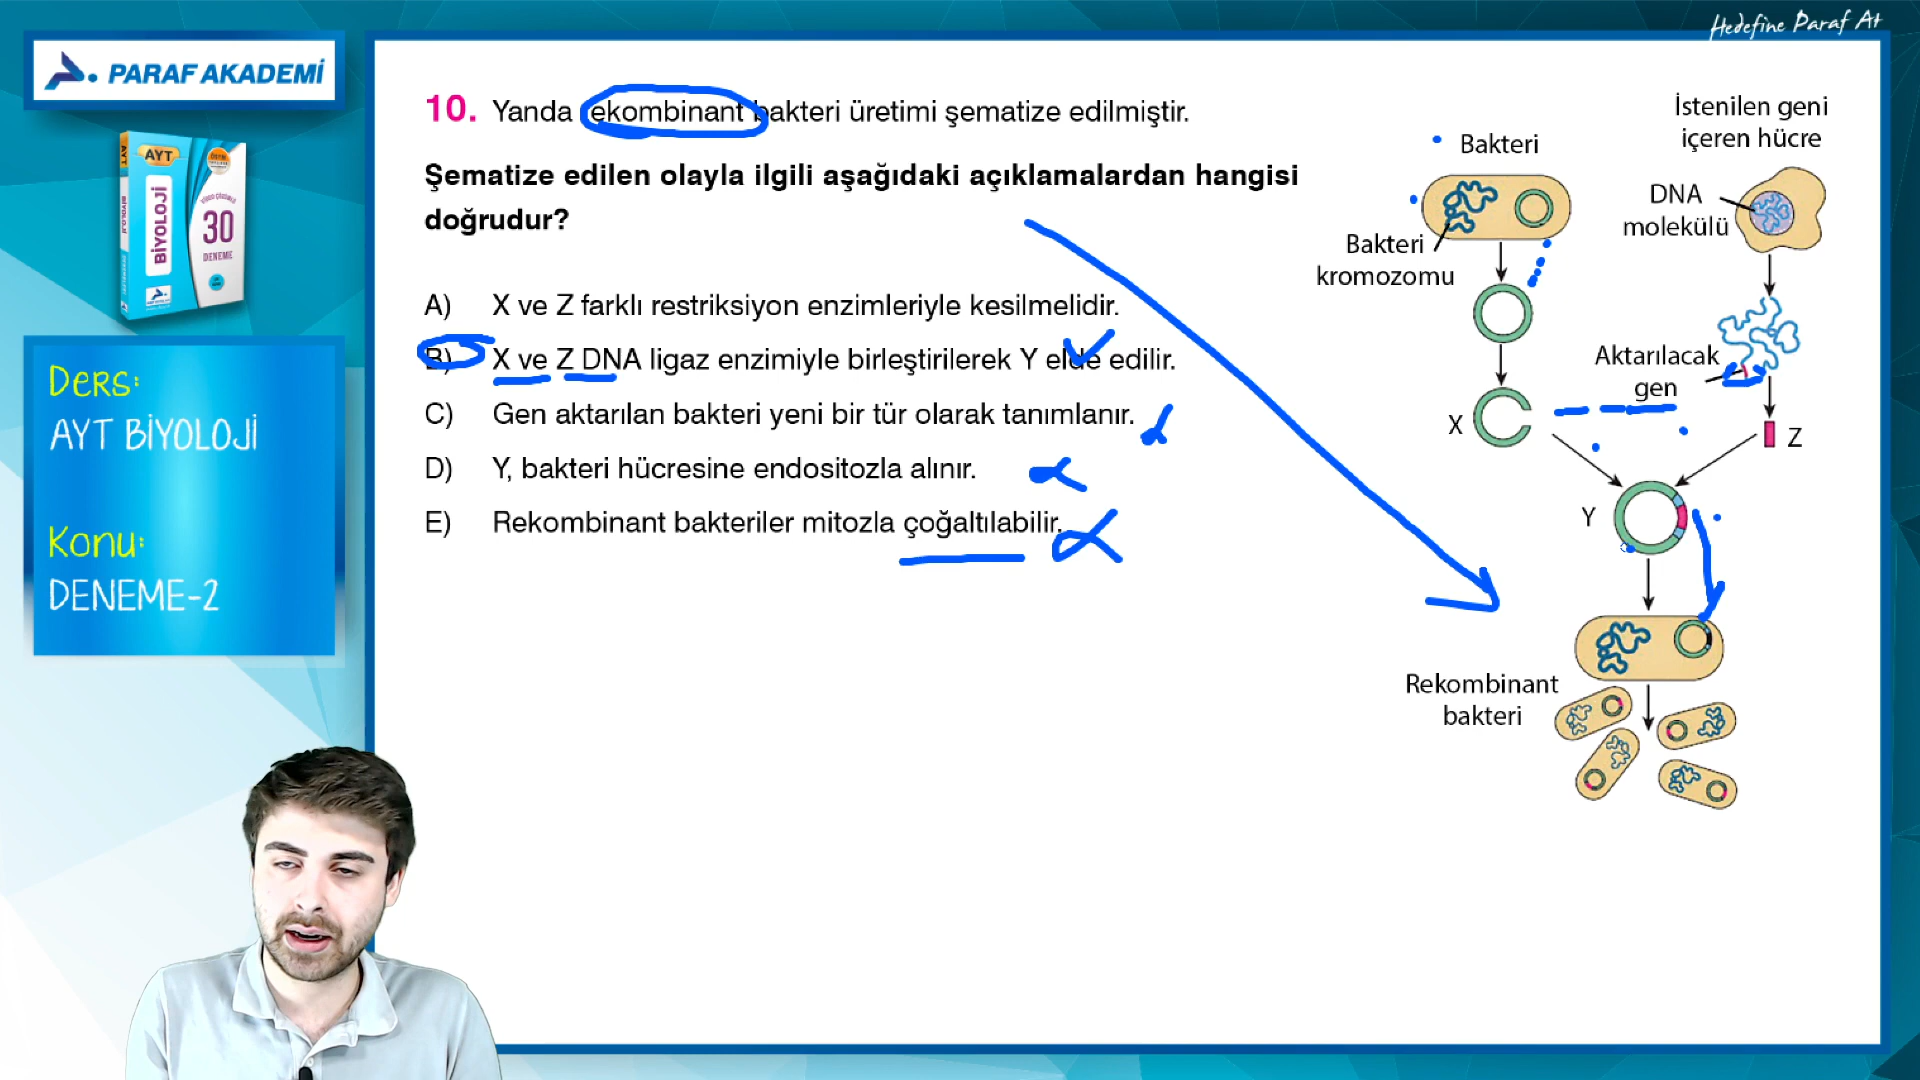 Hedefine Paraf At
PARAF AKADEMİ
AYT
BİYOLOJİ
30
DENEME
Ders:
AYT BİYOLOJİ
Konu:
DENEME-2
10. Yanda rekombinant bakteri üretimi şematize edilmiştir.
Şematize edilen olayla ilgili aşağıdaki açıklamalardan hangisi
doğrudur?
A) X ve Z farklı restriksiyon enzimleriyle kesilmelidir.
B) X ve Z DNA ligaz enzimiyle birleştirilerek Y elde edilir.
C) Gen aktarılan bakteri yeni bir tür olarak tanımlanır.
D) Y, bakteri hücresine endositozla alınır.
E) Rekombinant bakteriler mitozla çoğaltılabilir.
Bakteri
İstenilen geni
içeren hücre
DNA
molekülü
Bakteri
kromozomu
Aktarılacak
gen
X
Z
Y
Rekombinant
bakteri